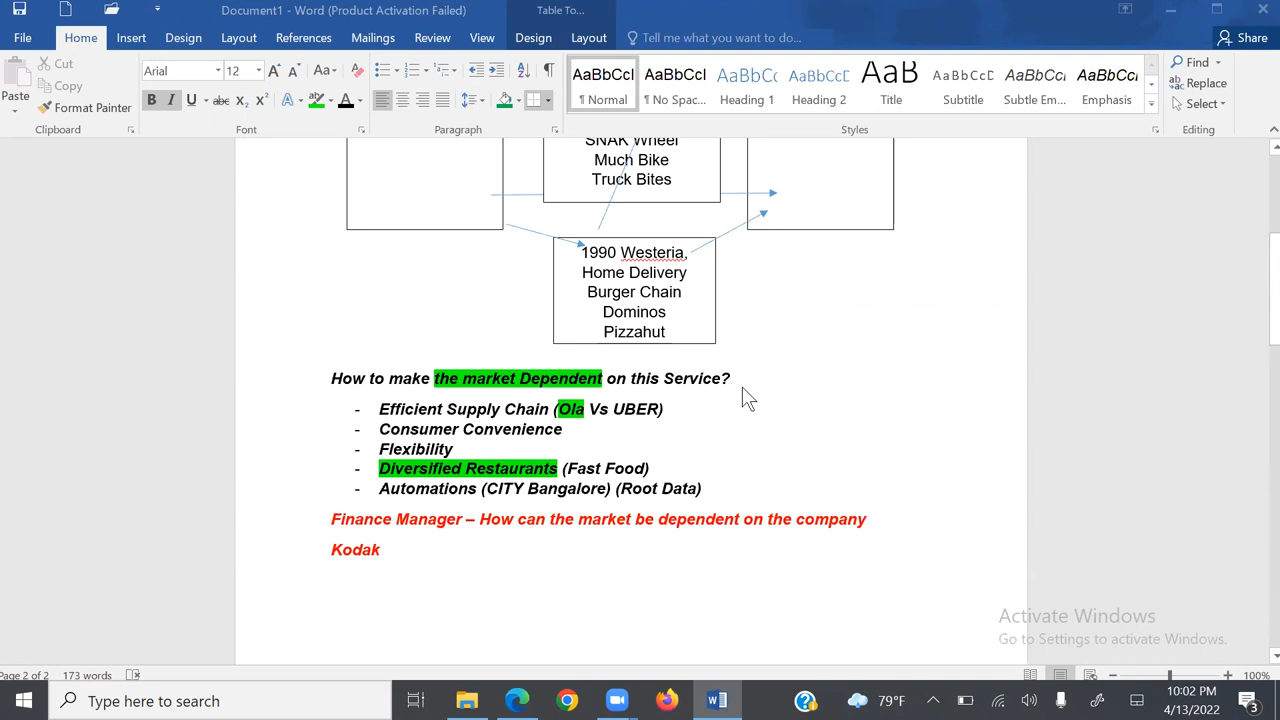 Document1 - Word (Product Activation Failed)
Table To...
File
Home
Insert
Design
Layout
References
Mailings
Review
View
Design
Layout
Tell me what you want to do...
Share
Paste
Cut
Copy
Format Painter
Clipboard
Arial
12
Font
Paragraph
AaBbCcI
¶ Normal
AaBbCcI
¶ No Spac...
AaBbCc
Heading 1
AaBbCcD
Heading 2
AaB
Title
AaBbCcD
Subtitle
AaBbCcD
Subtle Em...
AaBbCcD
Emphasis
Styles
Find
Replace
Select
Editing
SNAK Wheel
Much Bike
Truck Bites
1990 Westeria,
Home Delivery
Burger Chain
Dominos
Pizzahut
How to make the market Dependent on this Service?
- Efficient Supply Chain (Ola Vs UBER)
- Consumer Convenience
- Flexibility
- Diversified Restaurants (Fast Food)
- Automations (CITY Bangalore) (Root Data)
Finance Manager – How can the market be dependent on the company
Kodak
Activate Windows
Go to Settings to activate Windows.
Page 2 of 2
173 words
100%
Type here to search
79°F
10:02 PM
4/13/2022
3